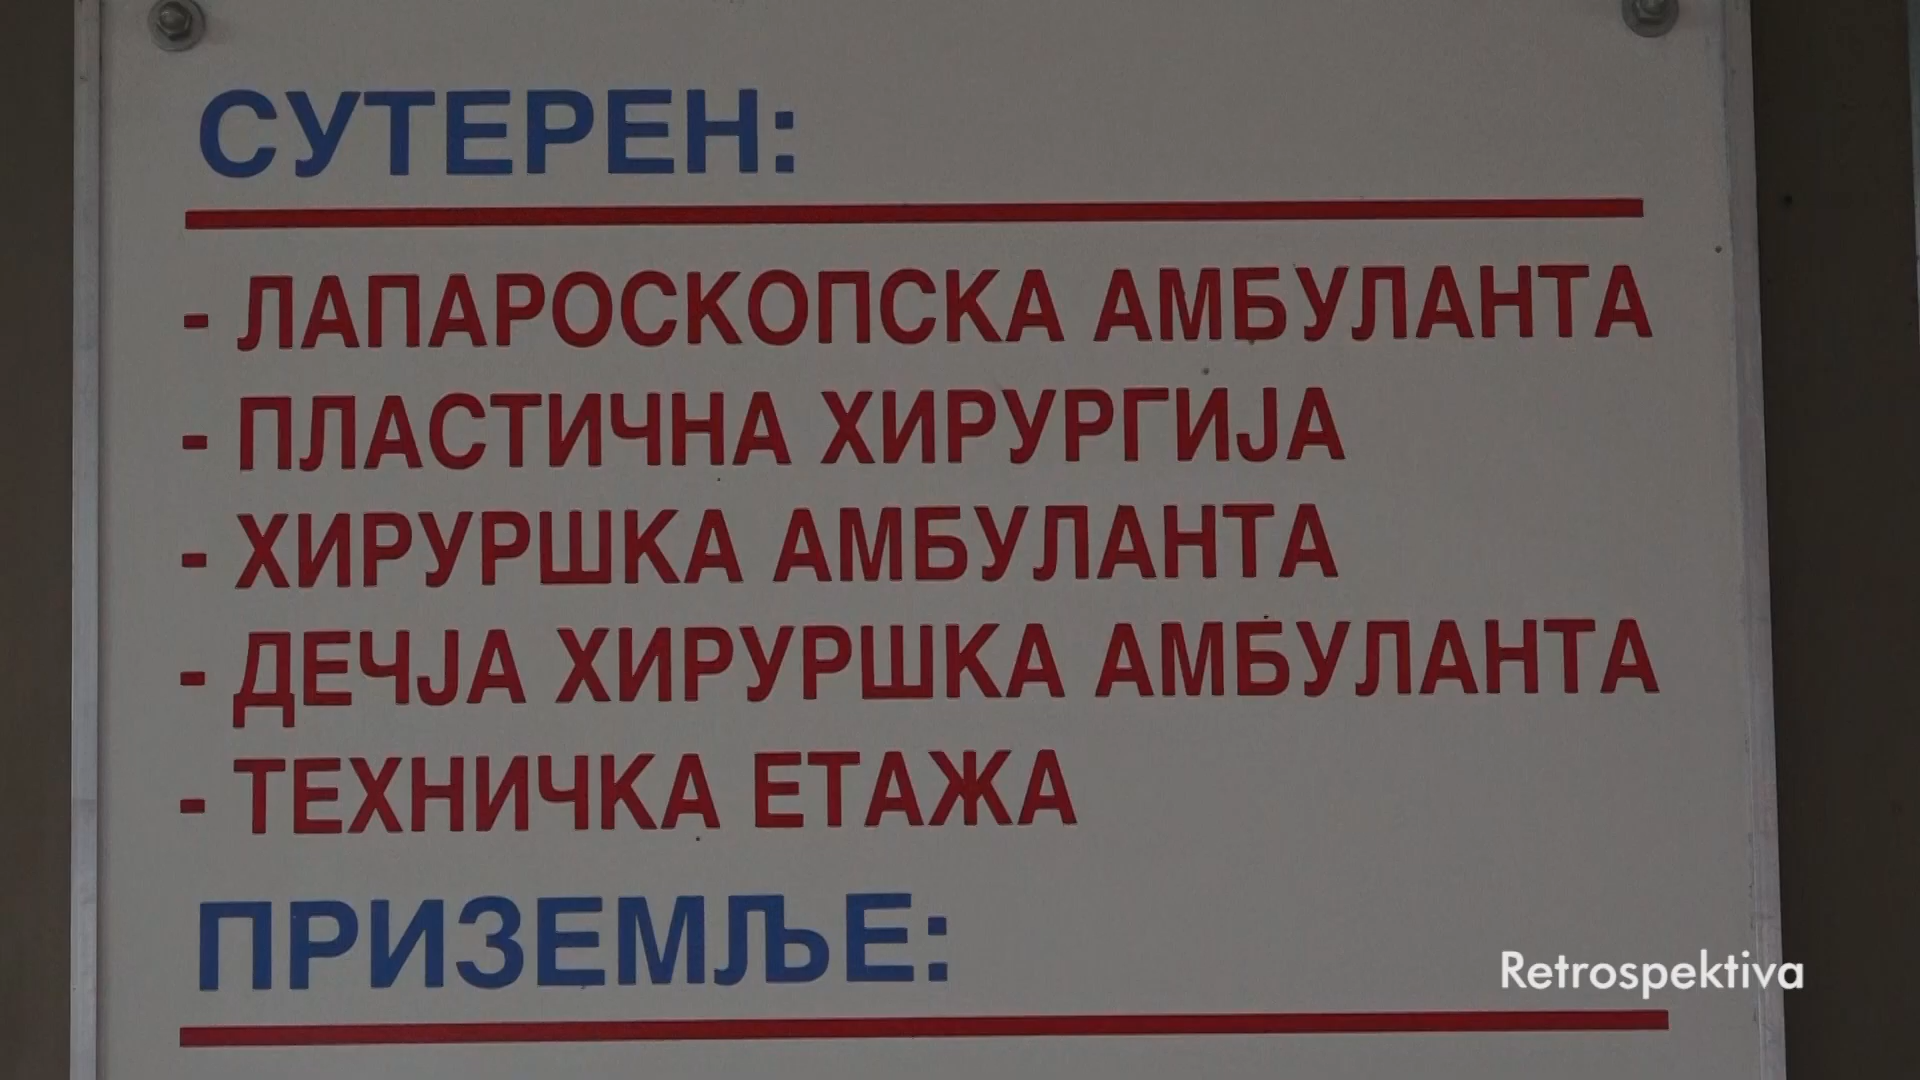 СУТЕРЕН:
- ЛАПАРОСКОПСКА АМБУЛАНТА
- ПЛАСТИЧНА ХИРУРГИЈА
- ХИРУРШКА АМБУЛАНТА
- ДЕЧЈА ХИРУРШКА АМБУЛАНТА
- ТЕХНИЧКА ЕТАЖА
ПРИЗЕМЉЕ:
Retrospektiva